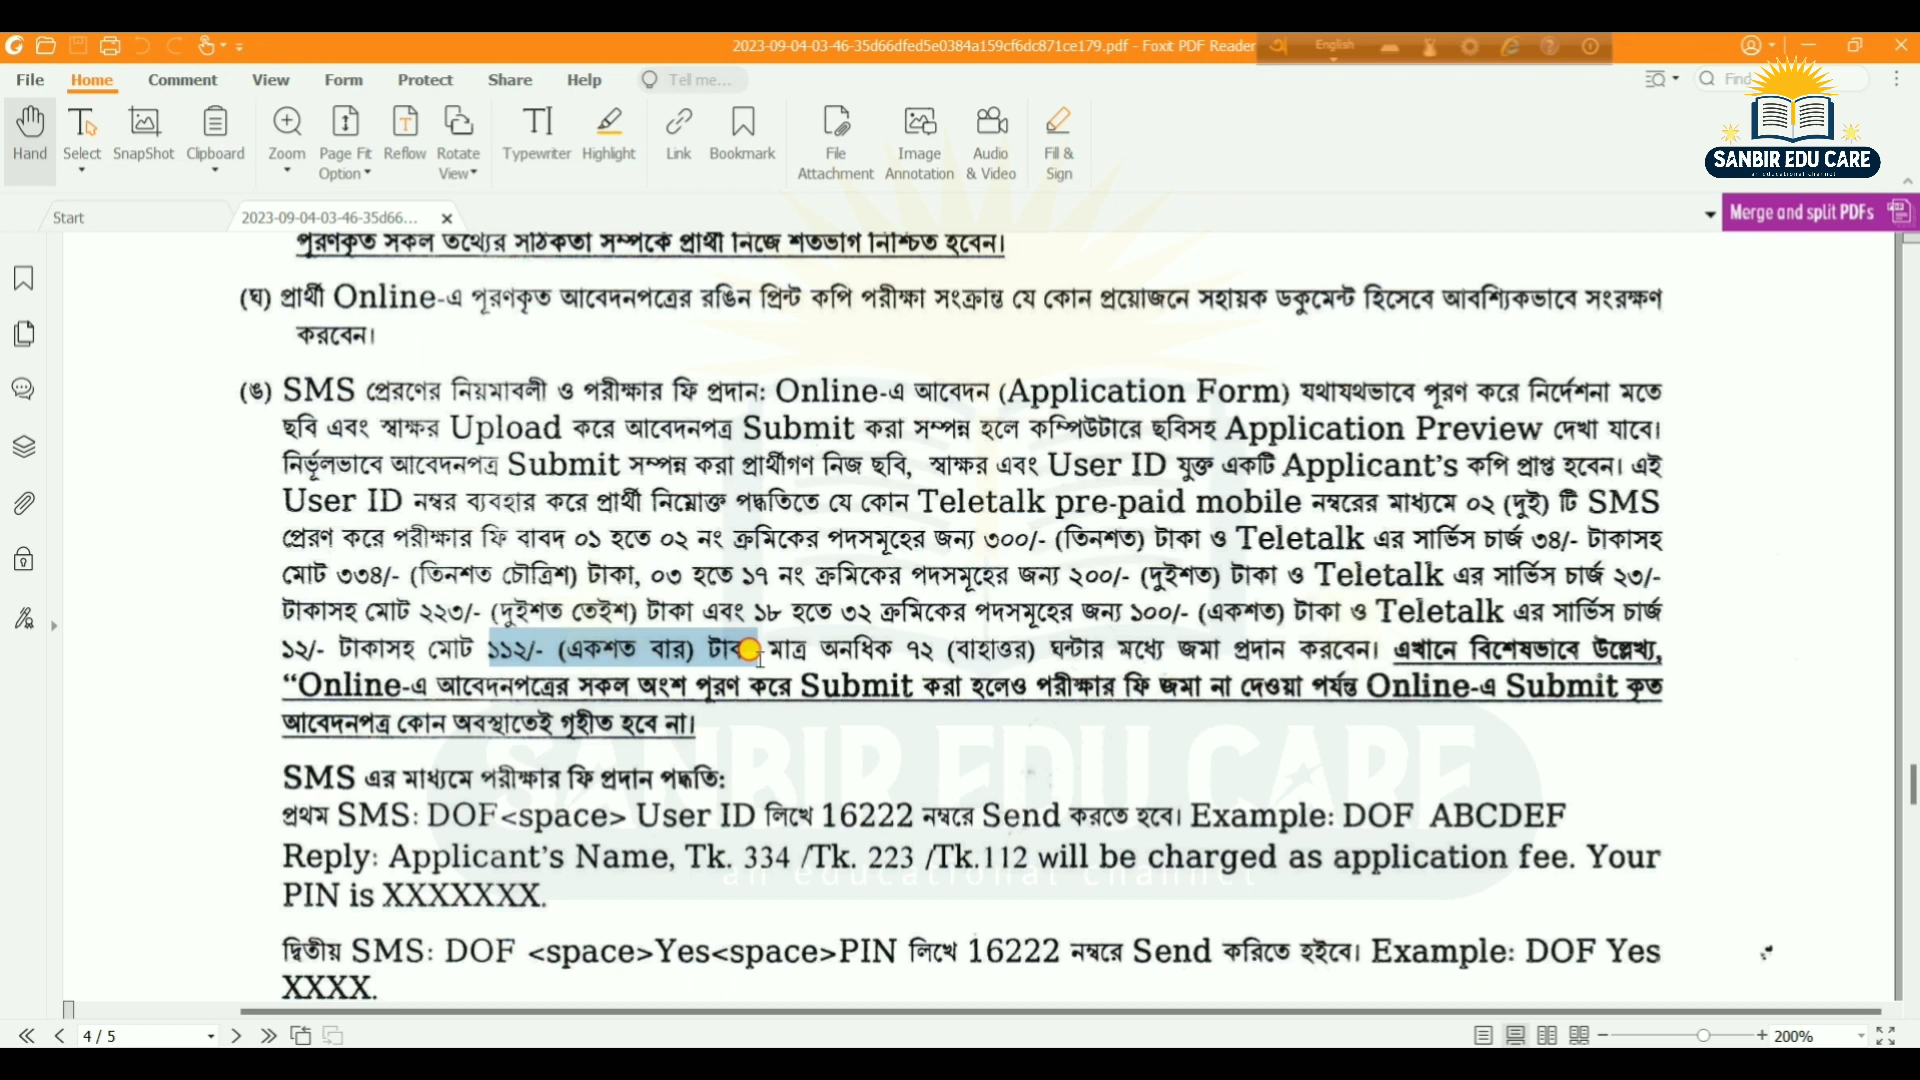 2023-09-04-03-46-35d66dfed5e0384a159cf6dc871ce179.pdf - Foxit PDF Reader
English
File Home Comment View Form Protect Share Help Tell me... Find
Hand Select SnapShot Clipboard Zoom Page Fit Option Reflow Rotate View Typewriter Highlight Link Bookmark File Attachment Image Annotation Audio & Video Fill & Sign
SANBIR EDU CARE
an educational channel
Start 2023-09-04-03-46-35d66... Merge and split PDFs
পূরণকৃত সকল তথ্যের সঠিকতা সম্পর্কে প্রার্থী নিজে শতভাগ নিশ্চিত হবেন।
(ঘ) প্রার্থী Online-এ পূরণকৃত আবেদনপত্রের রঙিন প্রিন্ট কপি পরীক্ষা সংক্রান্ত যে কোন প্রয়োজনে সহায়ক ডকুমেন্ট হিসেবে আবশ্যিকভাবে সংরক্ষণ
করবেন।
(ঙ) SMS প্রেরণের নিয়মাবলী ও পরীক্ষার ফি প্রদান: Online-এ আবেদন (Application Form) যথাযথভাবে পূরণ করে নির্দেশনা মতে
ছবি এবং স্বাক্ষর Upload করে আবেদনপত্র Submit করা সম্পন্ন হলে কম্পিউটারে ছবিসহ Application Preview দেখা যাবে।
নির্ভুলভাবে আবেদনপত্র Submit সম্পন্ন করা প্রার্থীগণ নিজ ছবি, স্বাক্ষর এবং User ID যুক্ত একটি Applicant's কপি প্রাপ্ত হবেন। এই
User ID নম্বর ব্যবহার করে প্রার্থী নিম্নোক্ত পদ্ধতিতে যে কোন Teletalk pre-paid mobile নম্বরের মাধ্যমে ০২ (দুই) টি SMS
প্রেরণ করে পরীক্ষার ফি বাবদ ০১ হতে ০২ নং ক্রমিকের পদসমূহের জন্য ৩০০/- (তিনশত) টাকা ও Teletalk এর সার্ভিস চার্জ ৩৪/- টাকাসহ
মোট ৩৩৪/- (তিনশত চৌত্রিশ) টাকা, ০৩ হতে ১৭ নং ক্রমিকের পদসমূহের জন্য ২০০/- (দুইশত) টাকা ও Teletalk এর সার্ভিস চার্জ ২৩/-
টাকাসহ মোট ২২৩/- (দুইশত তেইশ) টাকা এবং ১৮ হতে ৩২ ক্রমিকের পদসমূহের জন্য ১০০/- (একশত) টাকা ও Teletalk এর সার্ভিস চার্জ
১২/- টাকাসহ মোট ১১২/- (একশত বার) টাকা মাত্র অনধিক ৭২ (বাহাত্তর) ঘন্টার মধ্যে জমা প্রদান করবেন। এখানে বিশেষভাবে উল্লেখ্য,
“Online-এ আবেদনপত্রের সকল অংশ পূরণ করে Submit করা হলেও পরীক্ষার ফি জমা না দেওয়া পর্যন্ত Online-এ Submit কৃত
আবেদনপত্র কোন অবস্থাতেই গৃহীত হবে না।
SMS এর মাধ্যমে পরীক্ষার ফি প্রদান পদ্ধতি:
প্রথম SMS: DOF<space> User ID লিখে 16222 নম্বরে Send করতে হবে। Example: DOF ABCDEF
Reply: Applicant's Name, Tk. 334 /Tk. 223 /Tk.112 will be charged as application fee. Your
PIN is XXXXXXX.
দ্বিতীয় SMS: DOF <space>Yes<space>PIN লিখে 16222 নম্বরে Send করিতে হইবে। Example: DOF Yes
XXXX.
SANBIR EDU CARE
an educational channel
4 / 5 200%